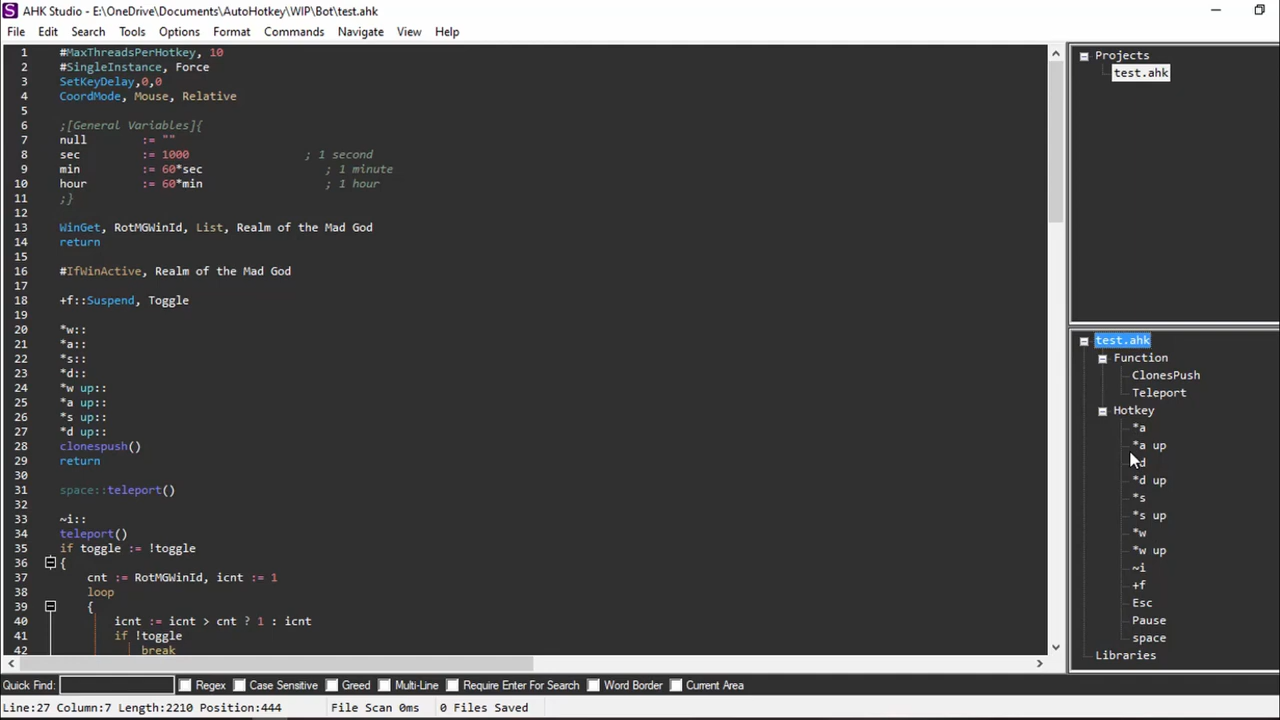 AHK Studio - E:\OneDrive\Documents\AutoHotkey\WIP\Bot\test.ahk
File Edit Search Tools Options Format Commands Navigate View Help
1 #MaxThreadsPerHotkey, 10
2 #SingleInstance, Force
3 SetKeyDelay,0,0
4 CoordMode, Mouse, Relative
5
6 ;[General Variables]{
7 null := ""
8 sec := 1000 ; 1 second
9 min := 60*sec ; 1 minute
10 hour := 60*min ; 1 hour
11 ;}
12
13 WinGet, RotMGWinId, List, Realm of the Mad God
14 return
15
16 #IfWinActive, Realm of the Mad God
17
18 +f::Suspend, Toggle
19
20 *w::
21 *a::
22 *s::
23 *d::
24 *w up::
25 *a up::
26 *s up::
27 *d up::
28 clonespush()
29 return
30
31 space::teleport()
32
33 ~i::
34 teleport()
35 if toggle := !toggle
36 {
37 cnt := RotMGWinId, icnt := 1
38 loop
39 {
40 icnt := icnt > cnt ? 1 : icnt
41 if !toggle
42 break
Projects
test.ahk
test.ahk
Function
ClonesPush
Teleport
Hotkey
*a
*a up
d
*d up
*s
*s up
*w
*w up
~i
+f
Esc
Pause
space
Libraries
Quick Find: Regex Case Sensitive Greed Multi-Line Require Enter For Search Word Border Current Area
Line:27 Column:7 Length:2210 Position:444 File Scan 0ms 0 Files Saved